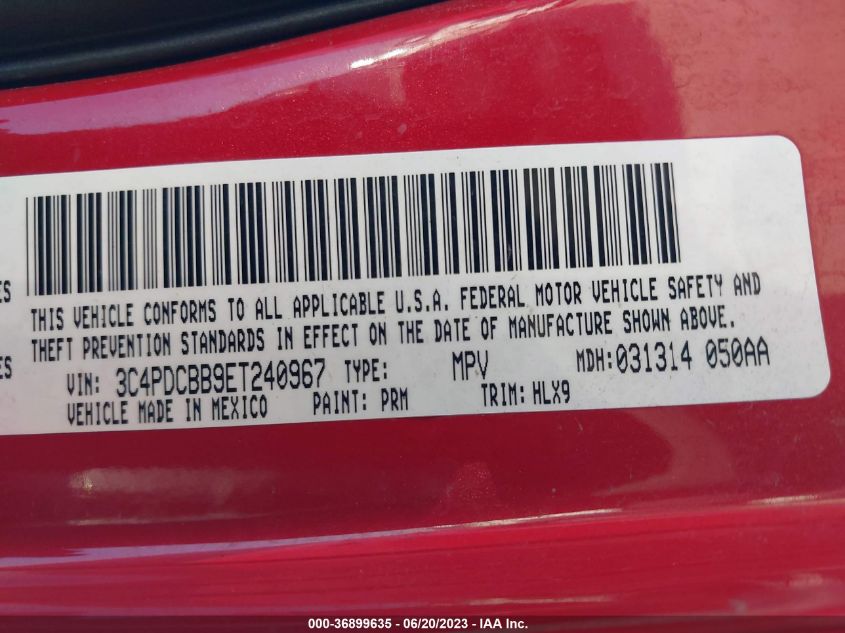 THIS VEHICLE CONFORMS TO ALL APPLICABLE U.S.A. FEDERAL MOTOR VEHICLE SAFETY AND
THEFT PREVENTION STANDARDS IN EFFECT ON THE DATE OF MANUFACTURE SHOWN ABOVE.
VIN: 3C4PDCBB9ET240967 TYPE: MPV MDH:031314 050AA
VEHICLE MADE IN MEXICO PAINT: PRM TRIM: HLX9
000-36899635 - 06/20/2023 - IAA Inc.